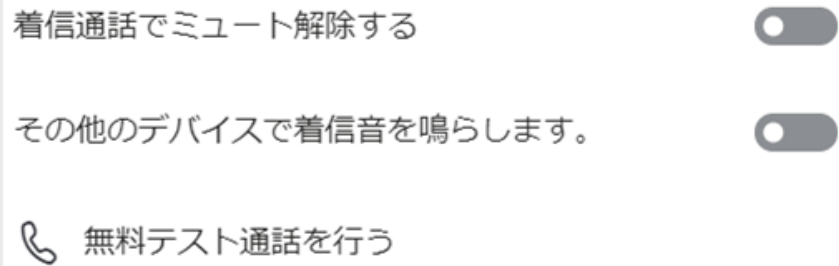 着信通話でミュート解除する
その他のデバイスで着信音を鳴らします。
無料テスト通話を行う